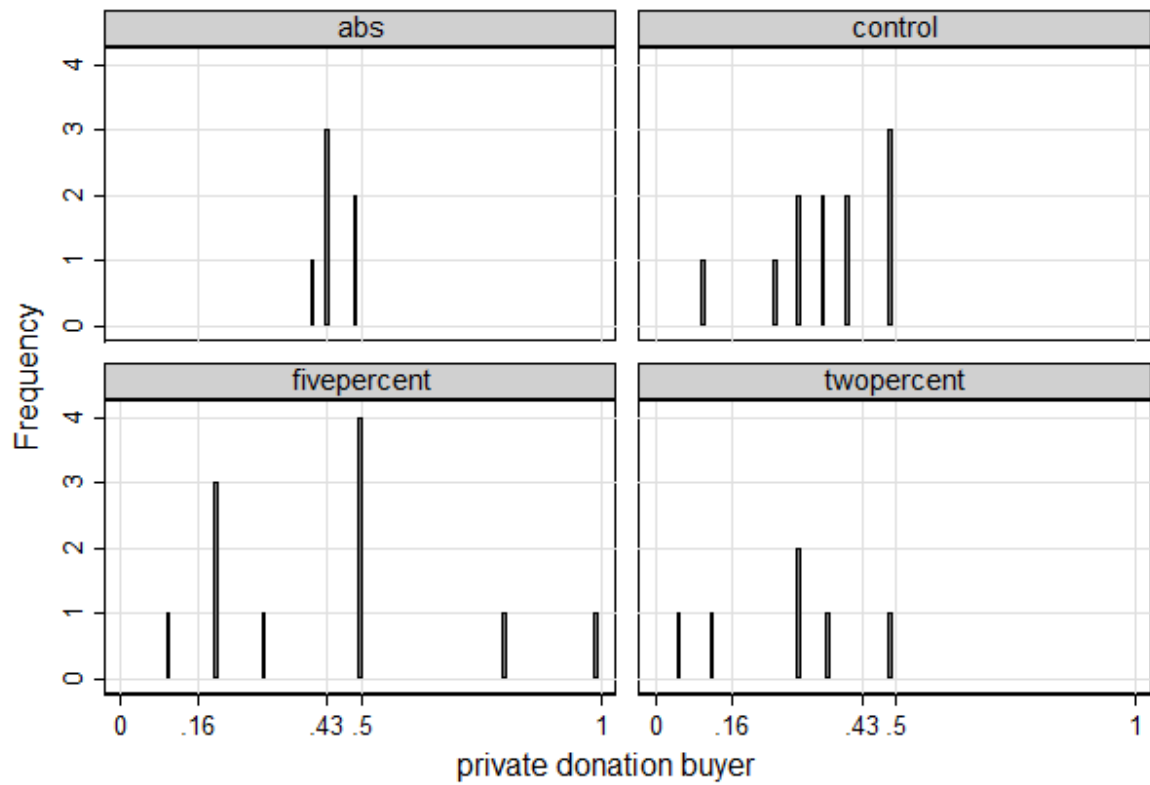 abs
control
4
3
2
1
0
fivepercent
twopercent
4
3
2
1
0
Frequency
0 .16 .43 .5 1
0 .16 .43 .5 1
private donation buyer